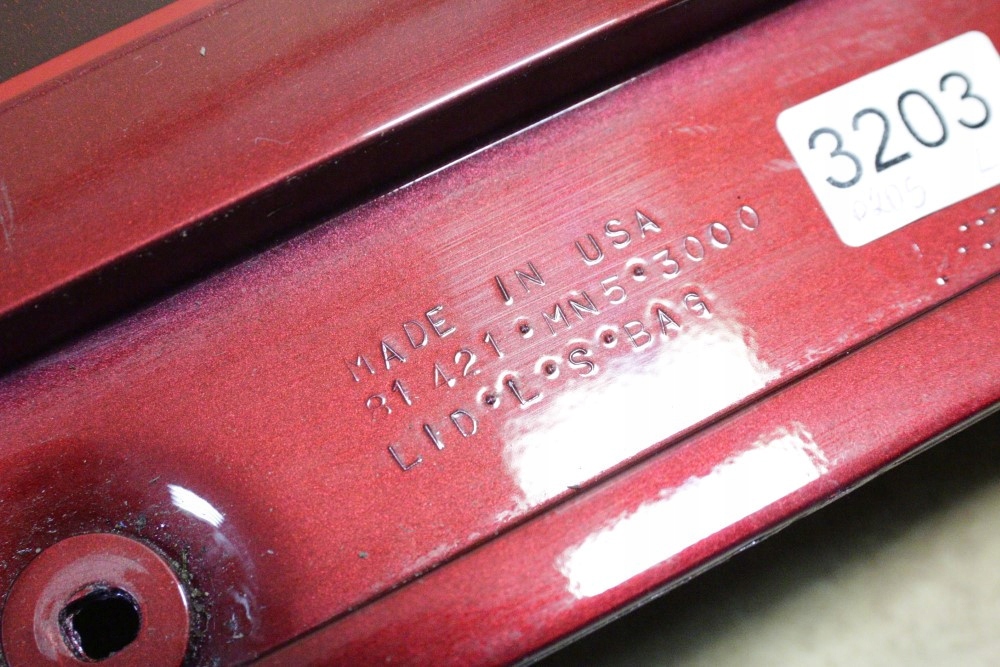 3203
MADE IN USA
81421•MN5•3000
LID•L•S•BAG